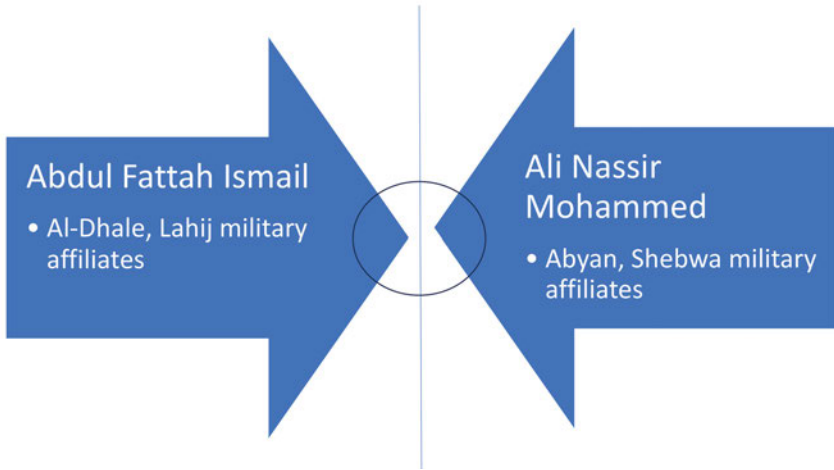 Abdul Fattah Ismail
• Al-Dhale, Lahij military
affiliates
Ali Nassir
Mohammed
• Abyan, Shebwa military
affiliates